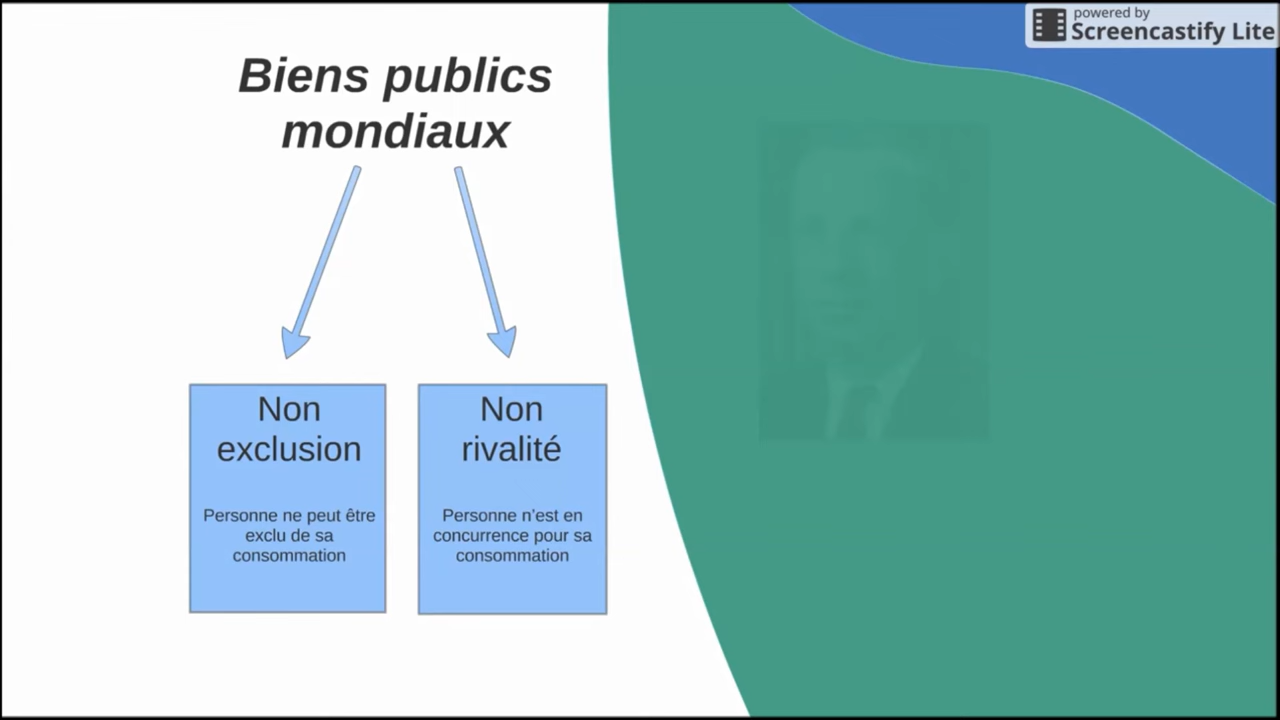 powered by
Screencastify Lite
Biens publics
mondiaux
Non
exclusion
Personne ne peut être
exclu de sa
consommation
Non
rivalité
Personne n’est en
concurrence pour sa
consommation